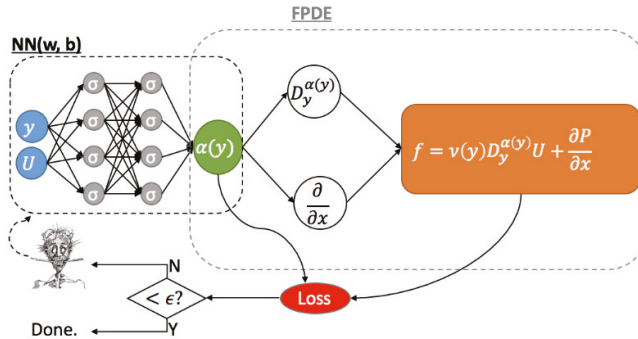 FPDE
NN(w, b)
σ σ
σ σ
σ σ
σ σ
y
U
α(y)
D_y^{α(y)}
∂/∂x
f = ν(y)D_y^{α(y)}U + ∂P/∂x
N
< ϵ?
Y
Loss
Done.